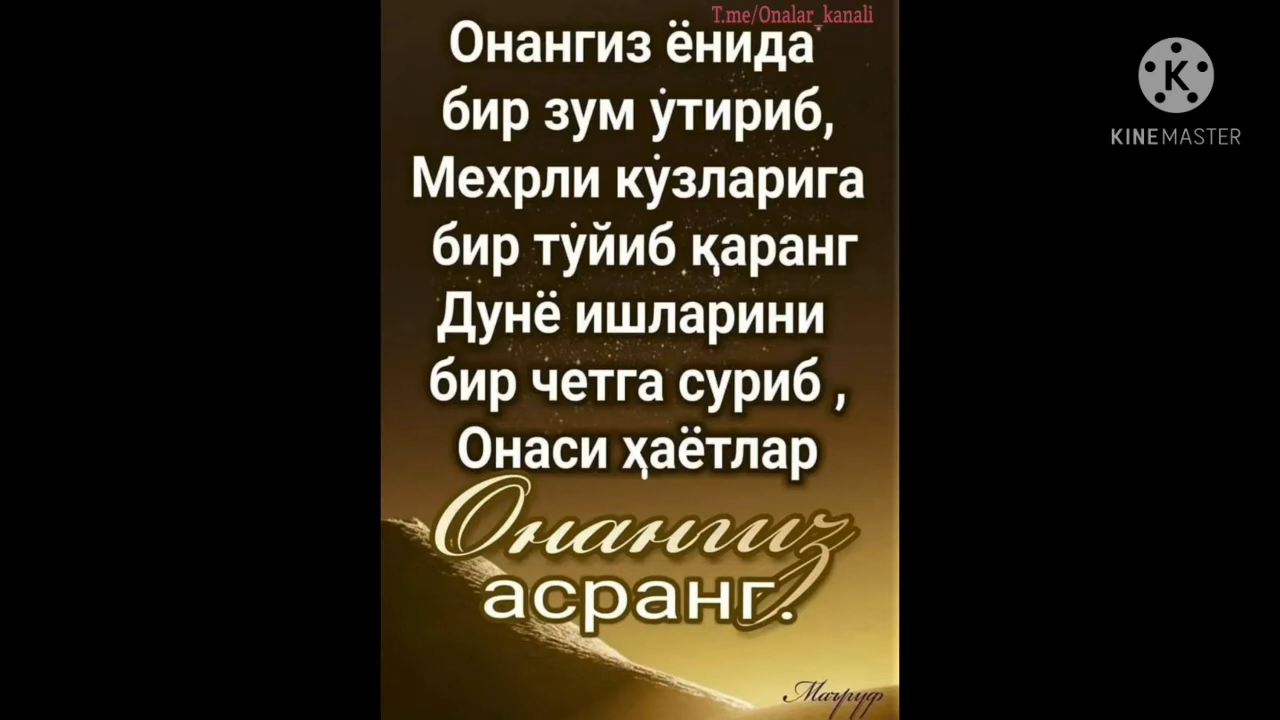 T.me/Onalar_kanali
Онангиз ёнида
бир зум ўтириб,
Мехрли кўзларига
бир тўйиб қаранг
Дунё ишларини
бир четга суриб ,
Онаси ҳаётлар
Онангиз
асранг.
Маъруф
KINEMASTER